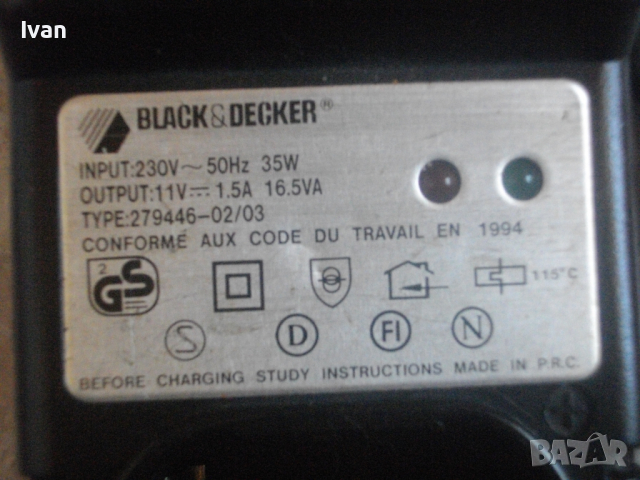 Ivan
BLACK&DECKER®
INPUT:230V~ 50Hz 35W
OUTPUT:11V⎓ 1.5A 16.5VA
TYPE:279446-02/03
CONFORME AUX CODE DU TRAVAIL EN 1994
2
GS
115°C
S D FI N
BEFORE CHARGING STUDY INSTRUCTIONS MADE IN P.R.C.
BAZAR